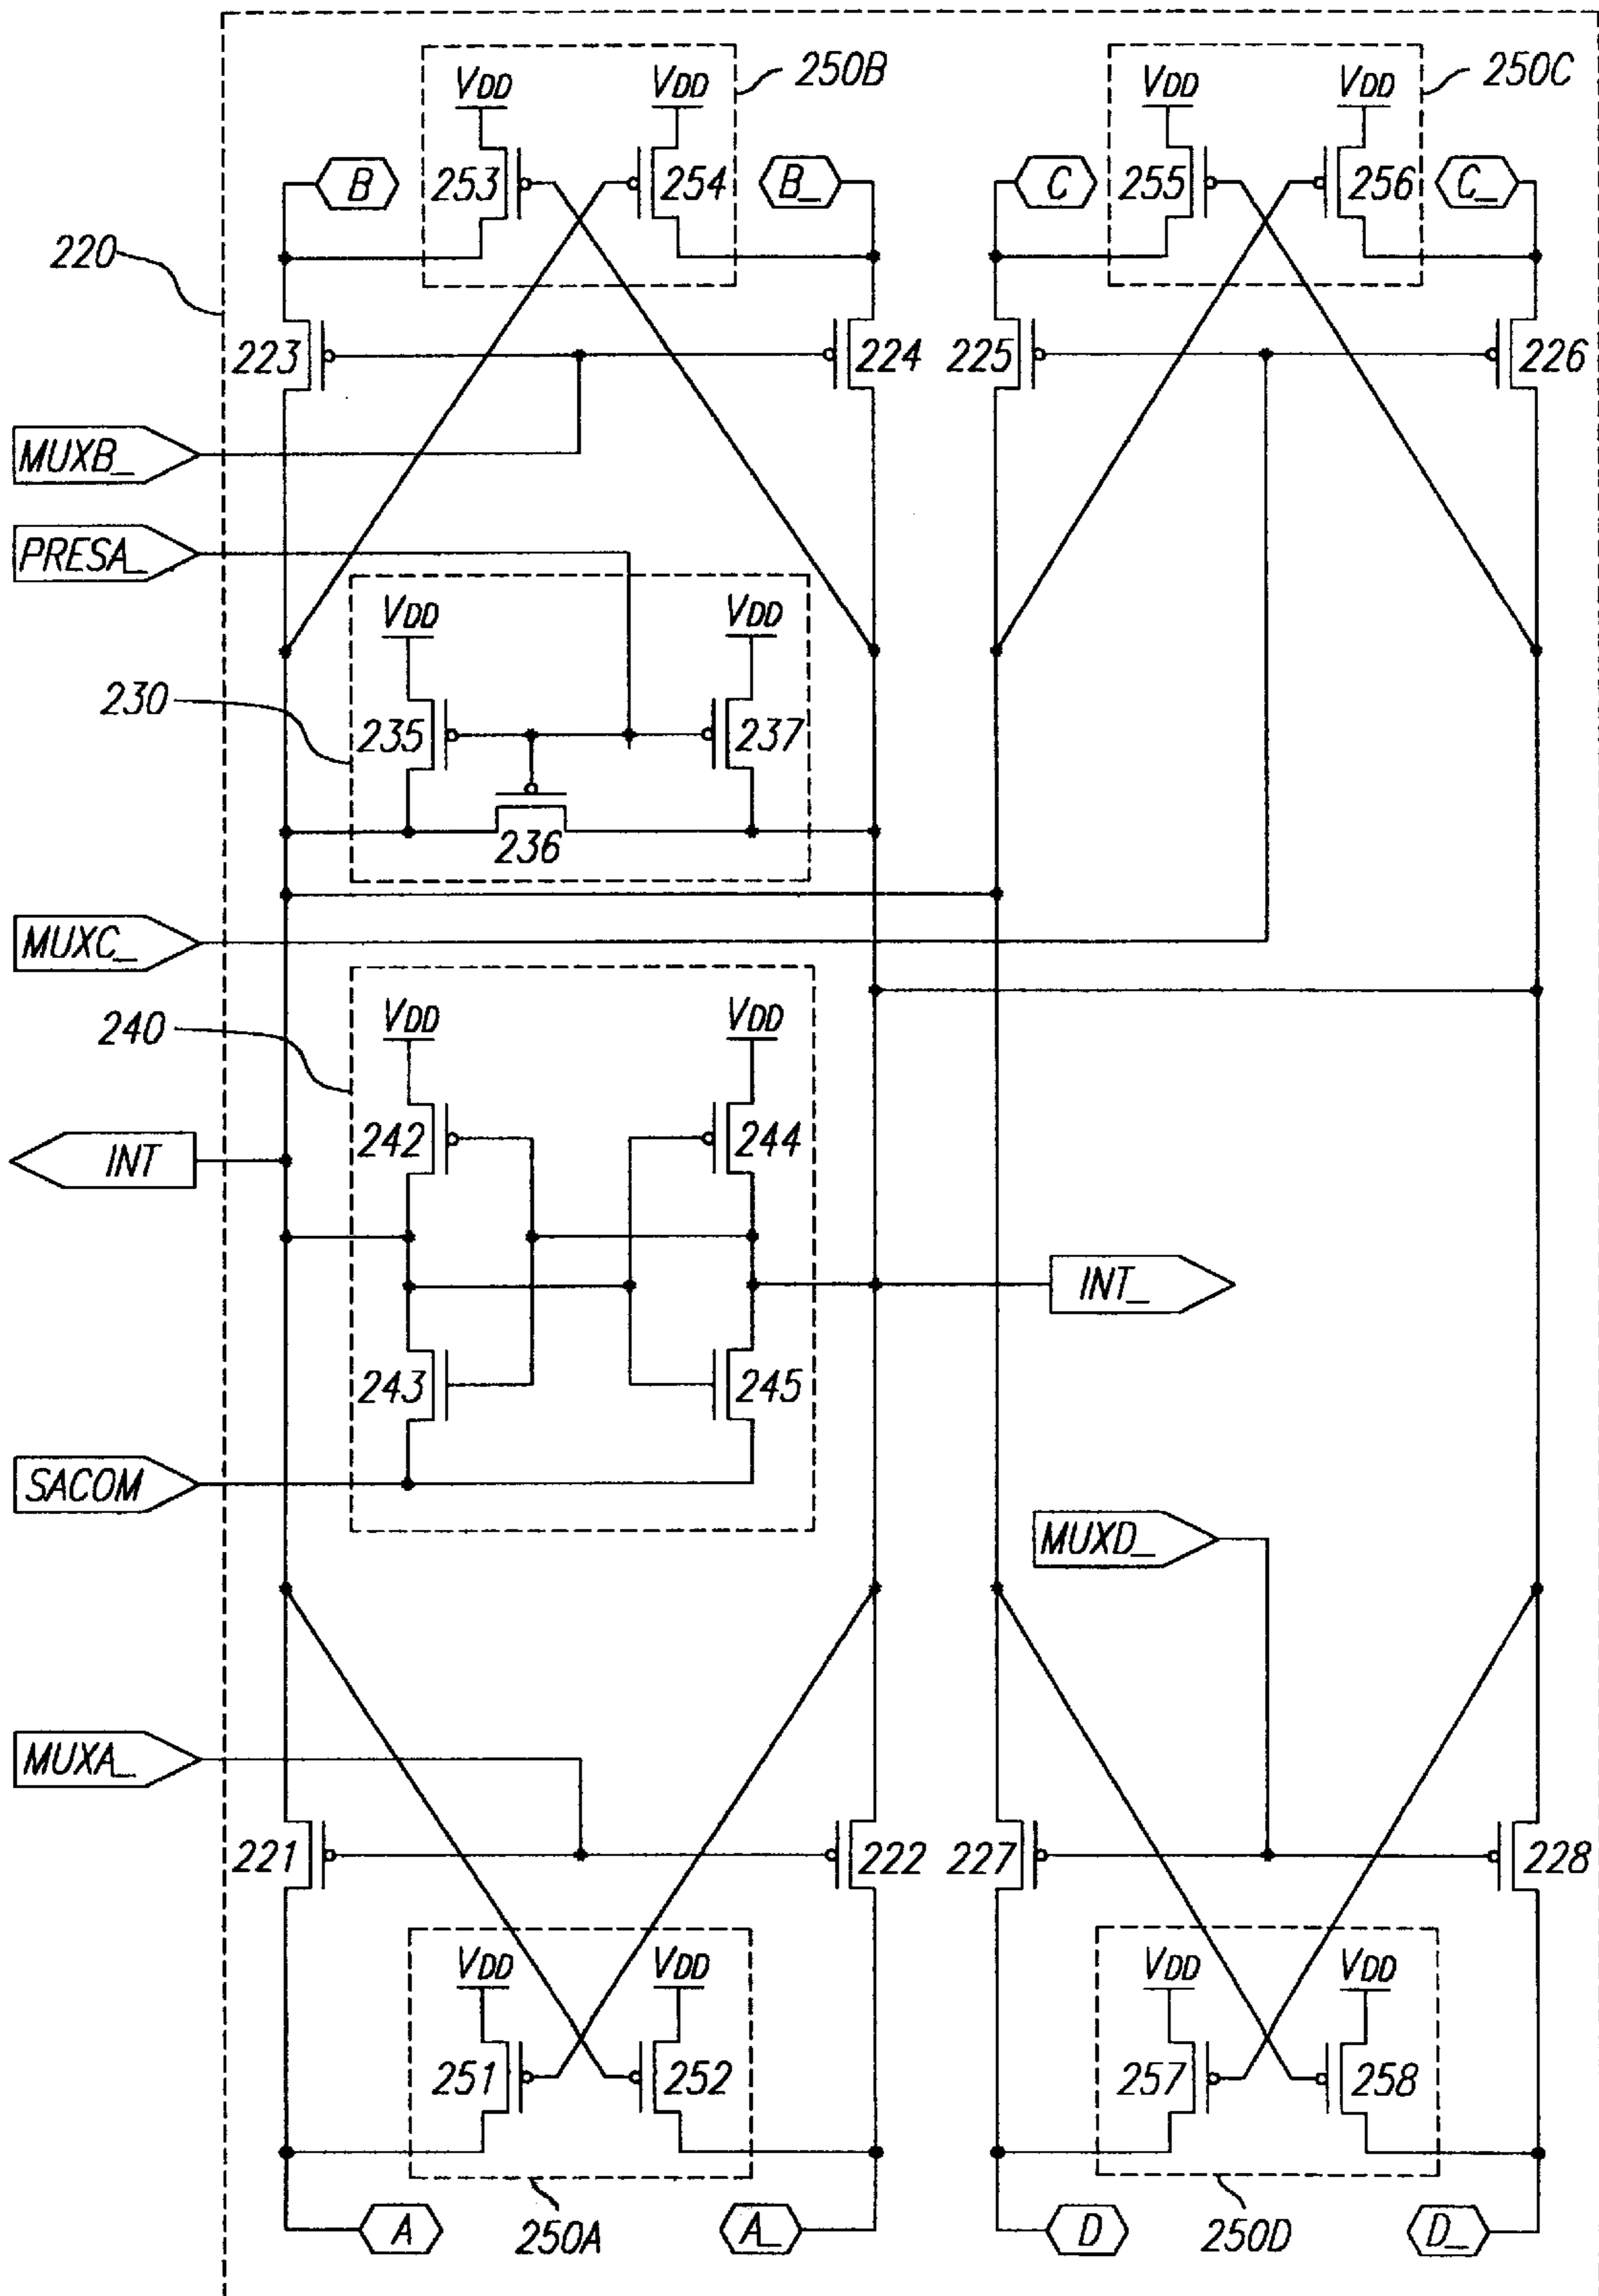 250B
250C
VDD
VDD
VDD
VDD
B
253
254
B_
C
255
256
C_
220
223
224
225
226
MUXB_
PRESA_
VDD
VDD
230
235
237
236
MUXC_
VDD
VDD
240
INT
242
244
INT_
243
245
SACOM
MUXD_
MUXA_
221
222
227
228
VDD
VDD
VDD
VDD
251
252
257
258
A
250A
A_
D
250D
D_